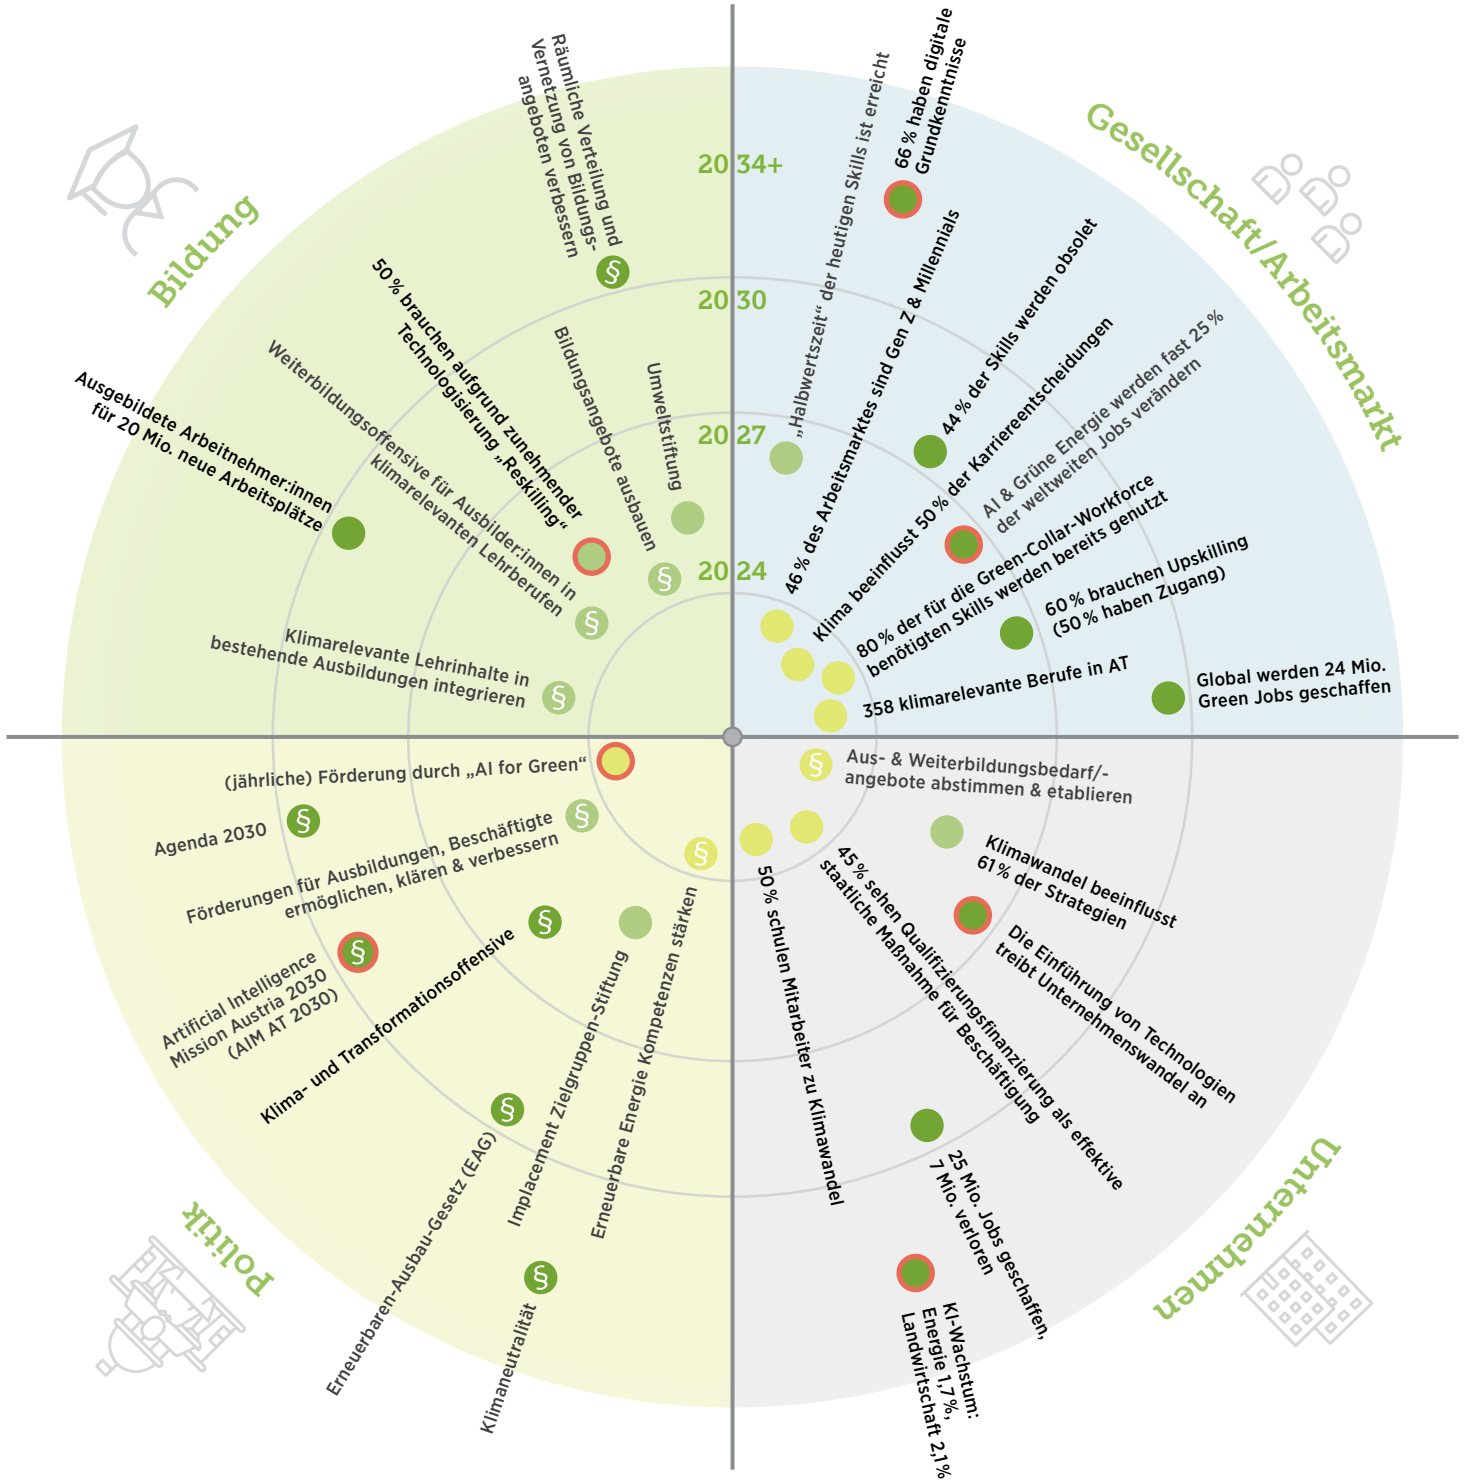 Bildung
Räumliche Verteilung und
Vernetzung von Bildungs-
angeboten verbessern
50 % brauchen aufgrund zunehmender
Technologisierung „Reskilling“
Bildungsangebote ausbauen
Umweltstiftung
Weiterbildungsoffensive für Ausbilder:innen in
klimarelevanten Lehrberufen
Ausgebildete Arbeitnehmer:innen
für 20 Mio. neue Arbeitsplätze
Klimarelevante Lehrinhalte in
bestehende Ausbildungen integrieren
§
§
§
§
2034+
2030
2027
2024
Gesellschaft/Arbeitsmarkt
„Halbwertszeit“ der heutigen Skills ist erreicht
66 % haben digitale
Grundkenntnisse
46 % des Arbeitsmarktes sind Gen Z & Millennials
44 % der Skills werden obsolet
Klima beeinflusst 50 % der Karriereentscheidungen
AI & Grüne Energie werden fast 25 %
der weltweiten Jobs verändern
80 % der für die Green-Collar-Workforce
benötigten Skills werden bereits genutzt
60 % brauchen Upskilling
(50 % haben Zugang)
358 klimarelevante Berufe in AT
Global werden 24 Mio.
Green Jobs geschaffen
(jährliche) Förderung durch „AI for Green“
§
Agenda 2030
§
Förderungen für Ausbildungen, Beschäftigte
ermöglichen, klären & verbessern
§
Artificial Intelligence
Mission Austria 2030
(AIM AT 2030)
§
Klima- und Transformationsoffensive
§
Erneuerbaren-Ausbau-Gesetz (EAG)
Implacement Zielgruppen-Stiftung
§
Erneuerbare Energie Kompetenzen stärken
§
Klimaneutralität
Politik
§
Aus- & Weiterbildungsbedarf/-
angebote abstimmen & etablieren
Klimawandel beeinflusst
61 % der Strategien
Die Einführung von Technologien
treibt Unternehmenswandel an
45 % sehen Qualifizierungsfinanzierung als effektive
staatliche Maßnahme für Beschäftigung
50 % schulen Mitarbeiter zu Klimawandel
25 Mio. Jobs geschaffen,
7 Mio. verloren
KI-Wachstum:
Energie 1,7 %,
Landwirtschaft 2,1 %
Unternehmen